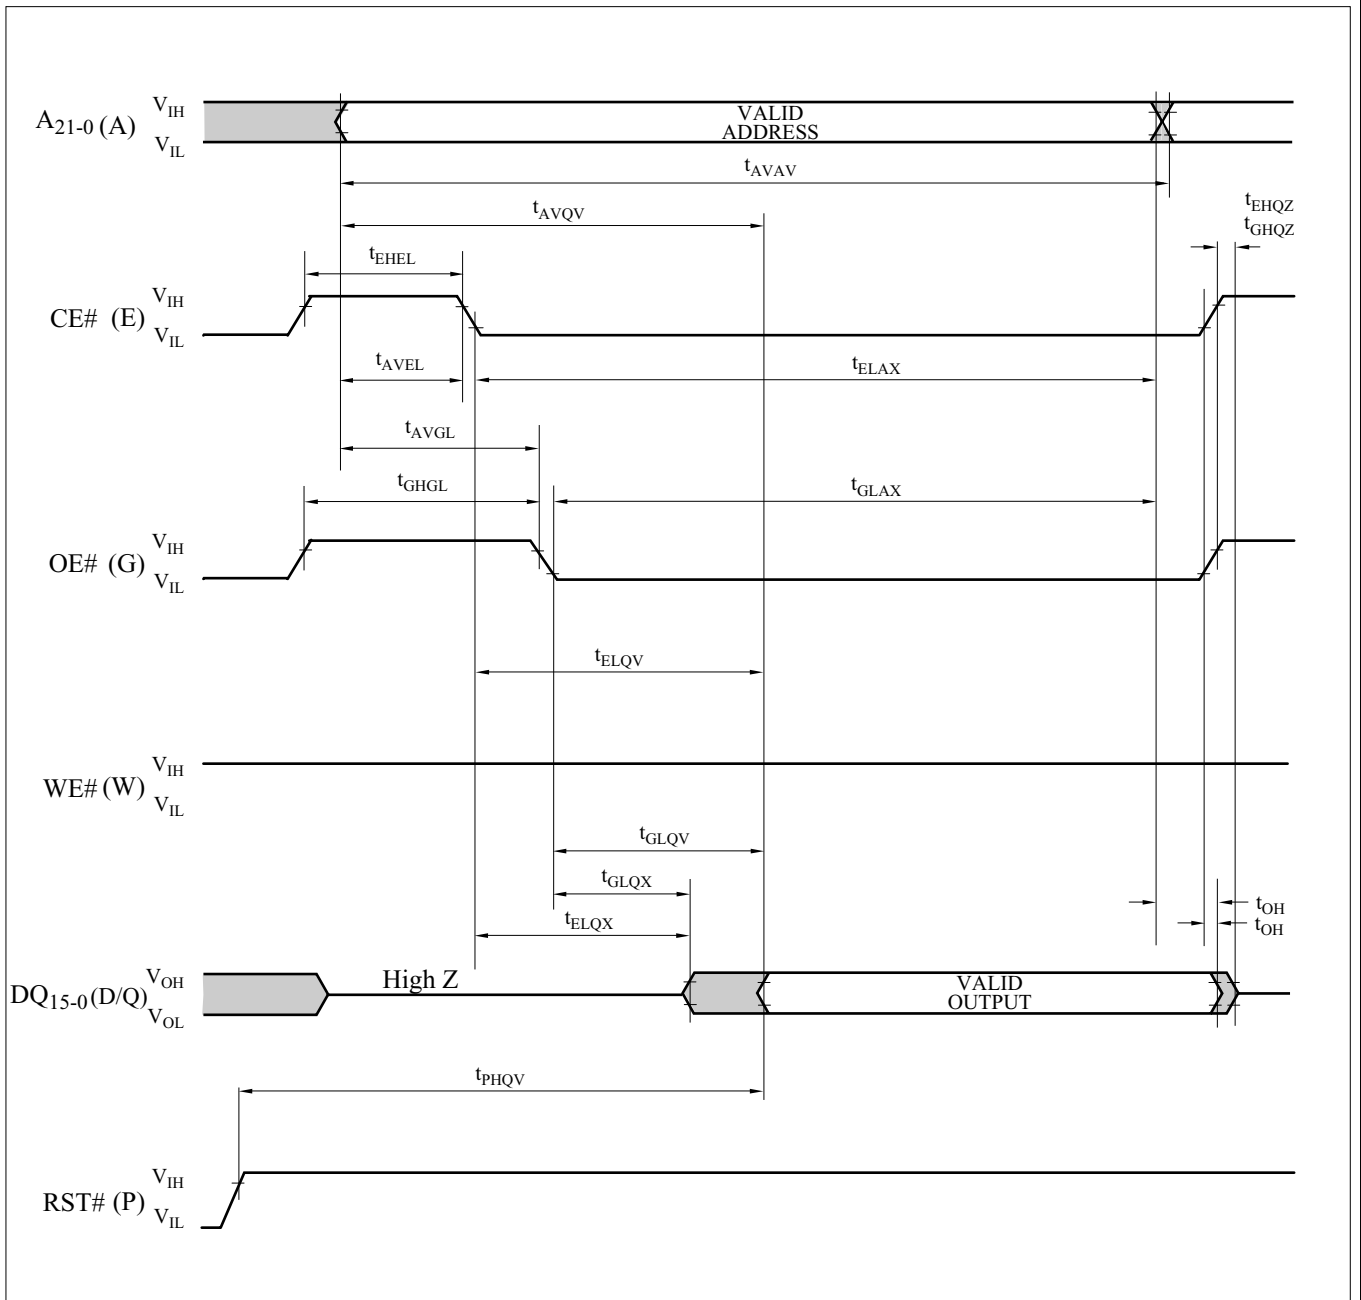 A21-0 (A)
VIH
VIL
VALID
ADDRESS
tAVAV
tAVQV
tEHQZ
tGHQZ
tEHEL
CE# (E)
VIH
VIL
tAVEL
tELAX
tAVGL
tGHGL
tGLAX
OE# (G)
VIH
VIL
tELQV
WE# (W)
VIH
VIL
tGLQV
tGLQX
tELQX
tOH
tOH
DQ15-0 (D/Q)
VOH
VOL
High Z
VALID
OUTPUT
tPHQV
RST# (P)
VIH
VIL